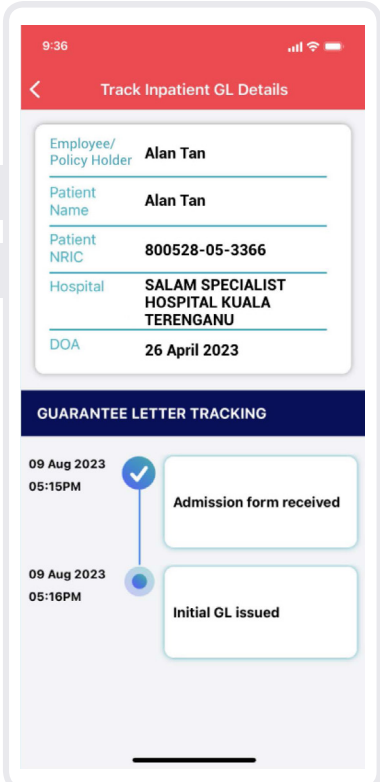 9:36
Track Inpatient GL Details
Employee/
Policy Holder
Alan Tan
Patient
Name
Alan Tan
Patient
NRIC
800528-05-3366
Hospital
SALAM SPECIALIST
HOSPITAL KUALA
TERENGANU
DOA
26 April 2023
GUARANTEE LETTER TRACKING
09 Aug 2023
05:15PM
Admission form received
09 Aug 2023
05:16PM
Initial GL issued